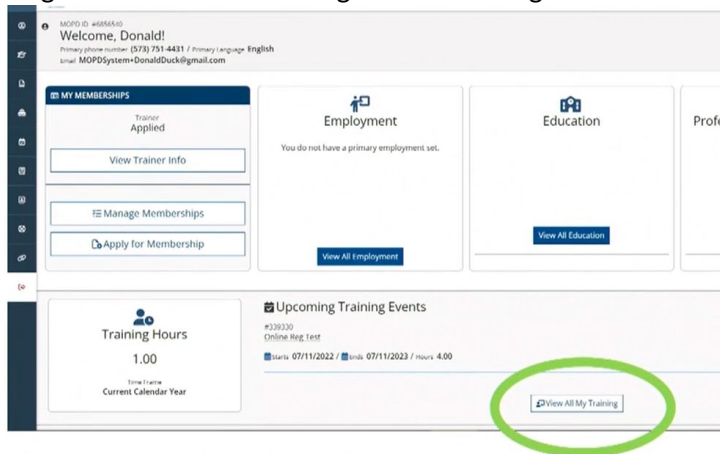 MOPD ID #6856540
Welcome, Donald!
Primary phone number (573) 751-4431 / Primary Language English
Email MOPDSystem+DonaldDuck@gmail.com
MY MEMBERSHIPS
Trainer
Applied
View Trainer Info
Manage Memberships
Apply for Membership
Employment
You do not have a primary employment set.
View All Employment
Education
View All Education
Profe
Training Hours
1.00
Time Frame
Current Calendar Year
Upcoming Training Events
#339330
Online Reg Test
Starts 07/11/2022 / Ends 07/11/2023 / Hours 4.00
View All My Training